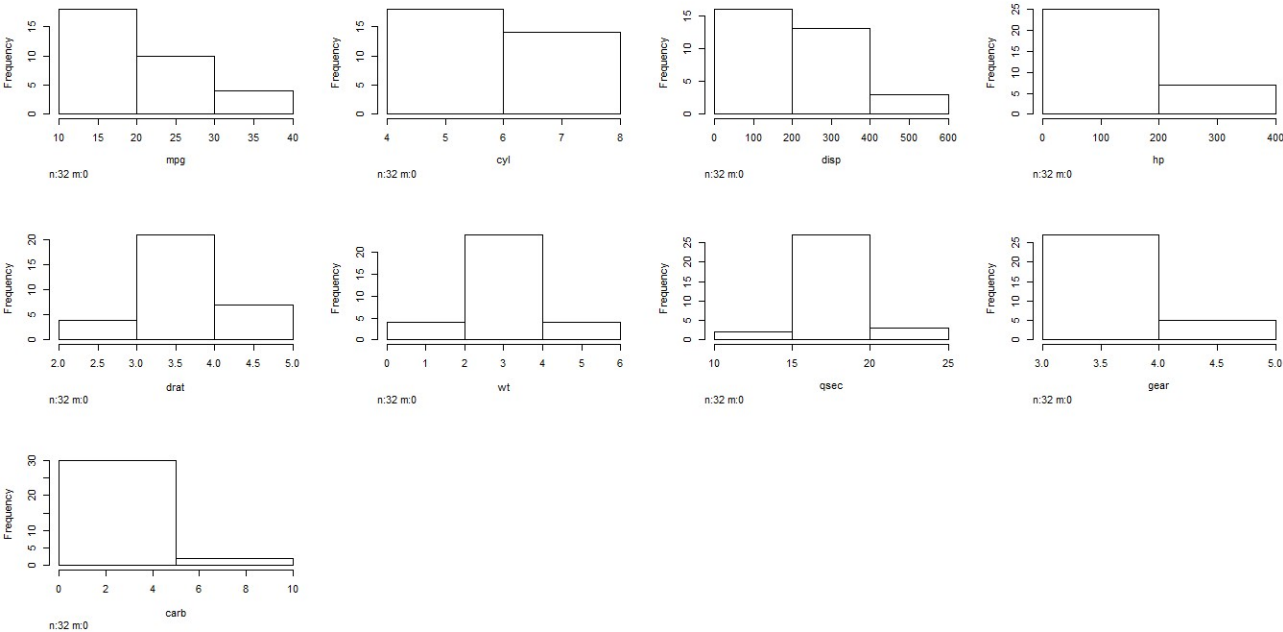 Frequency
15
10
5
0
10 15 20 25 30 35 40
mpg
n:32 m:0
Frequency
15
10
5
0
4 5 6 7 8
cyl
n:32 m:0
Frequency
15
10
5
0
0 100 200 300 400 500 600
disp
n:32 m:0
Frequency
25
20
15
10
5
0
0 100 200 300 400
hp
n:32 m:0
Frequency
20
15
10
5
0
2.0 2.5 3.0 3.5 4.0 4.5 5.0
drat
n:32 m:0
Frequency
20
15
10
5
0
0 1 2 3 4 5 6
wt
n:32 m:0
Frequency
25
20
15
10
5
0
10 15 20 25
qsec
n:32 m:0
Frequency
25
20
15
10
5
0
3.0 3.5 4.0 4.5 5.0
gear
n:32 m:0
Frequency
30
20
10
5
0
0 2 4 6 8 10
carb
n:32 m:0